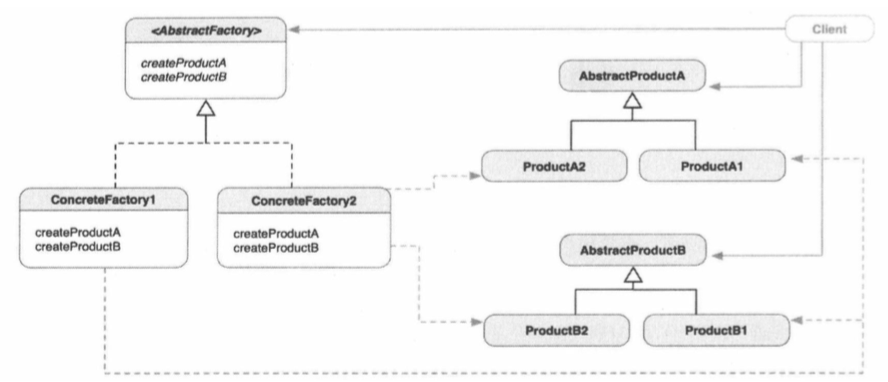 <AbstractFactory>
createProductA
createProductB
Client
AbstractProductA
ProductA2
ProductA1
ConcreteFactory1
createProductA
createProductB
ConcreteFactory2
createProductA
createProductB
AbstractProductB
ProductB2
ProductB1